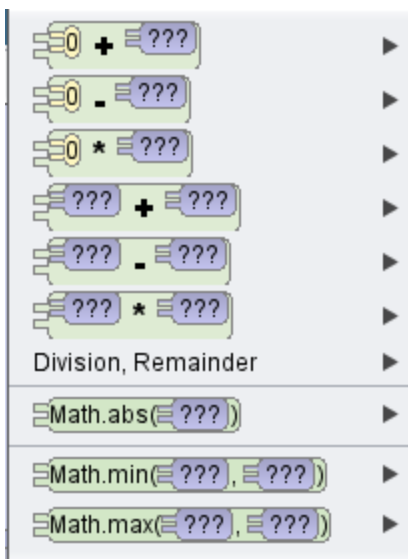 0 + ???
0 - ???
0 * ???
??? + ???
??? - ???
??? * ???
Division, Remainder
Math.abs( ??? )
Math.min( ??? , ??? )
Math.max( ??? , ??? )